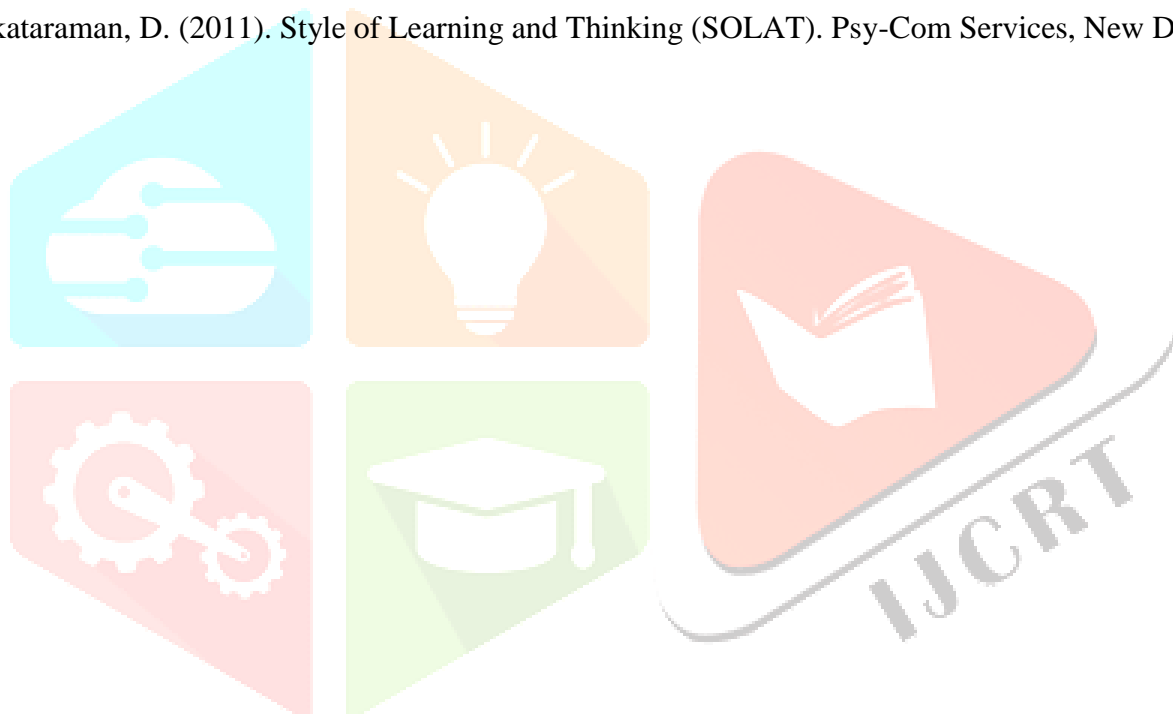 kataraman, D. (2011). Style of Learning and Thinking (SOLAT). Psy-Com Services, New D
IJCRT